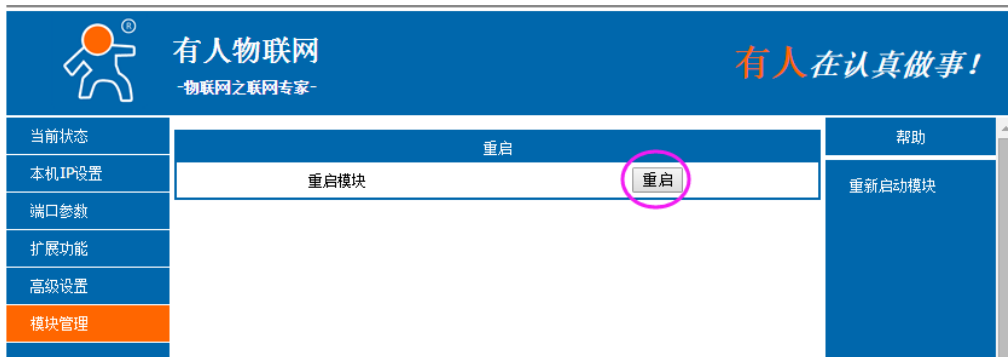 ®
有人物联网
-物联网之联网专家-
有人在认真做事！
当前状态
本机IP设置
端口参数
扩展功能
高级设置
模块管理
重启
重启模块
重启
帮助
重新启动模块